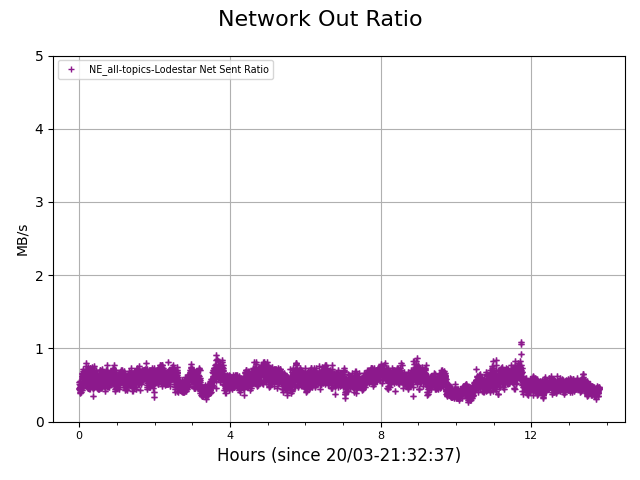 Network Out Ratio
5
NE_all-topics-Lodestar Net Sent Ratio
4
3
MB/s
2
1
0
0 4 8 12
Hours (since 20/03-21:32:37)